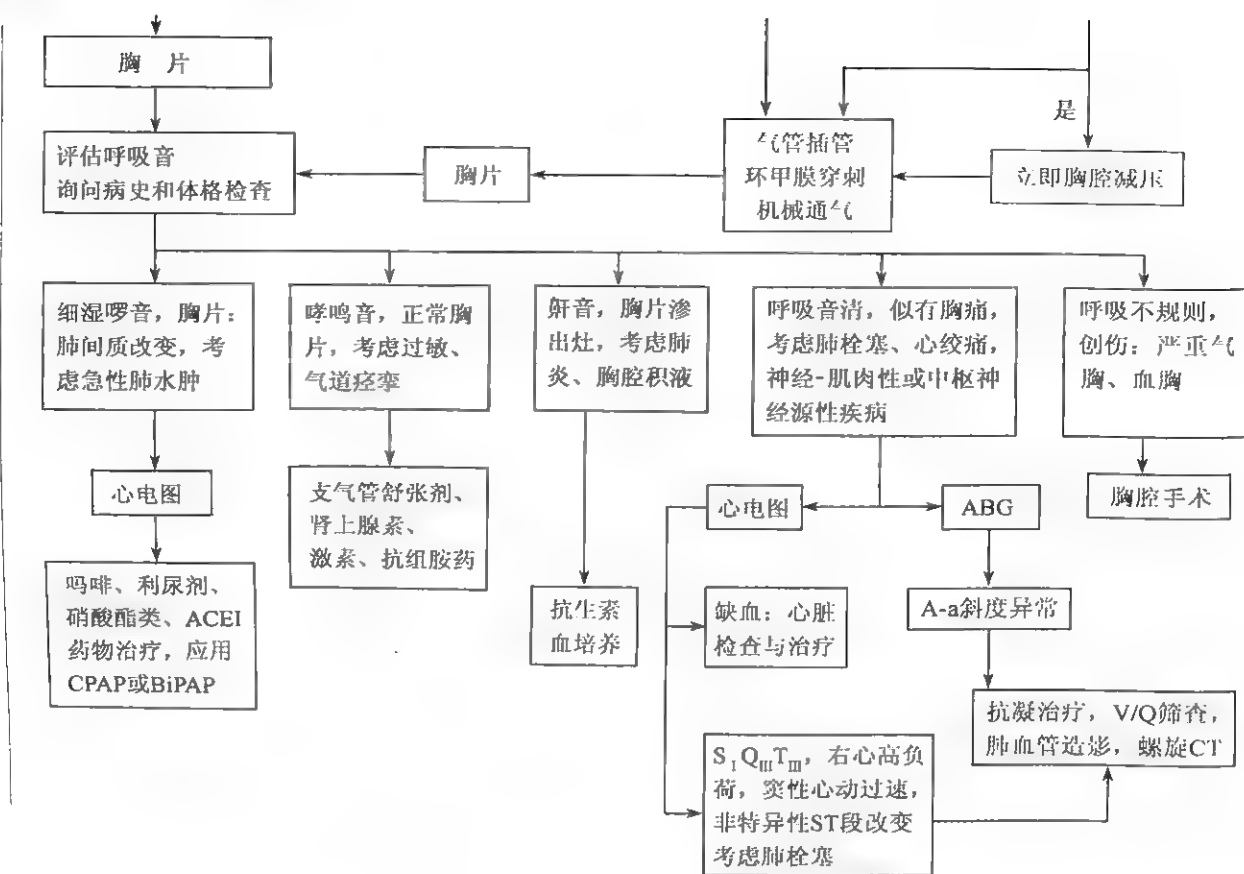 胸 片
是
评估呼吸音
询问病史和体格检查
胸片
气管插管
环甲膜穿刺
机械通气
立即胸腔减压
细湿啰音，胸片：
肺间质改变，考
虑急性肺水肿
哮鸣音，正常胸
片，考虑过敏、
气道痉挛
鼾音，胸片渗
出灶，考虑肺
炎、胸腔积液
呼吸音清，似有胸痛，
考虑肺栓塞、心绞痛，
神经-肌肉性或中枢神
经源性疾病
呼吸不规则，
创伤：严重气
胸、血胸
心电图
支气管舒张剂、
肾上腺素、
激素、抗组胺药
心电图
ABG
胸腔手术
吗啡、利尿剂、
硝酸酯类、ACEI
药物治疗，应用
CPAP或BiPAP
抗生素
血培养
缺血：心脏
检查与治疗
A-a斜度异常
抗凝治疗，V/Q筛查，
肺血管造影，螺旋CT
SⅠQⅢTⅢ，右心高负
荷，窦性心动过速，
非特异性ST段改变
考虑肺栓塞